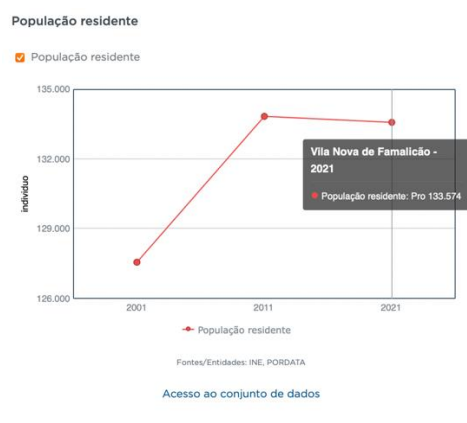 População residente
População residente
135.000
132.000
129.000
126.000
indivíduo
Vila Nova de Famalicão -
2021
População residente: Pro 133.574
2001 2011 2021
População residente
Fontes/Entidades: INE, PORDATA
Acesso ao conjunto de dados